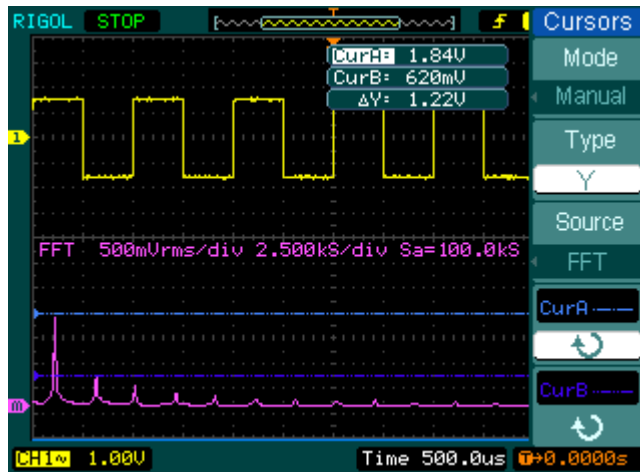 RIGOL STOP
Cursors
CurA: 1.84V
CurB: 620mV
ΔY: 1.22V
Mode
Manual
Type
Y
Source
FFT
CurA
CurB
1
FFT 500mVrms/div 2.500kS/div Sa=100.0kS
m
CH1~ 1.00V
Time 500.0us T→0.0000s